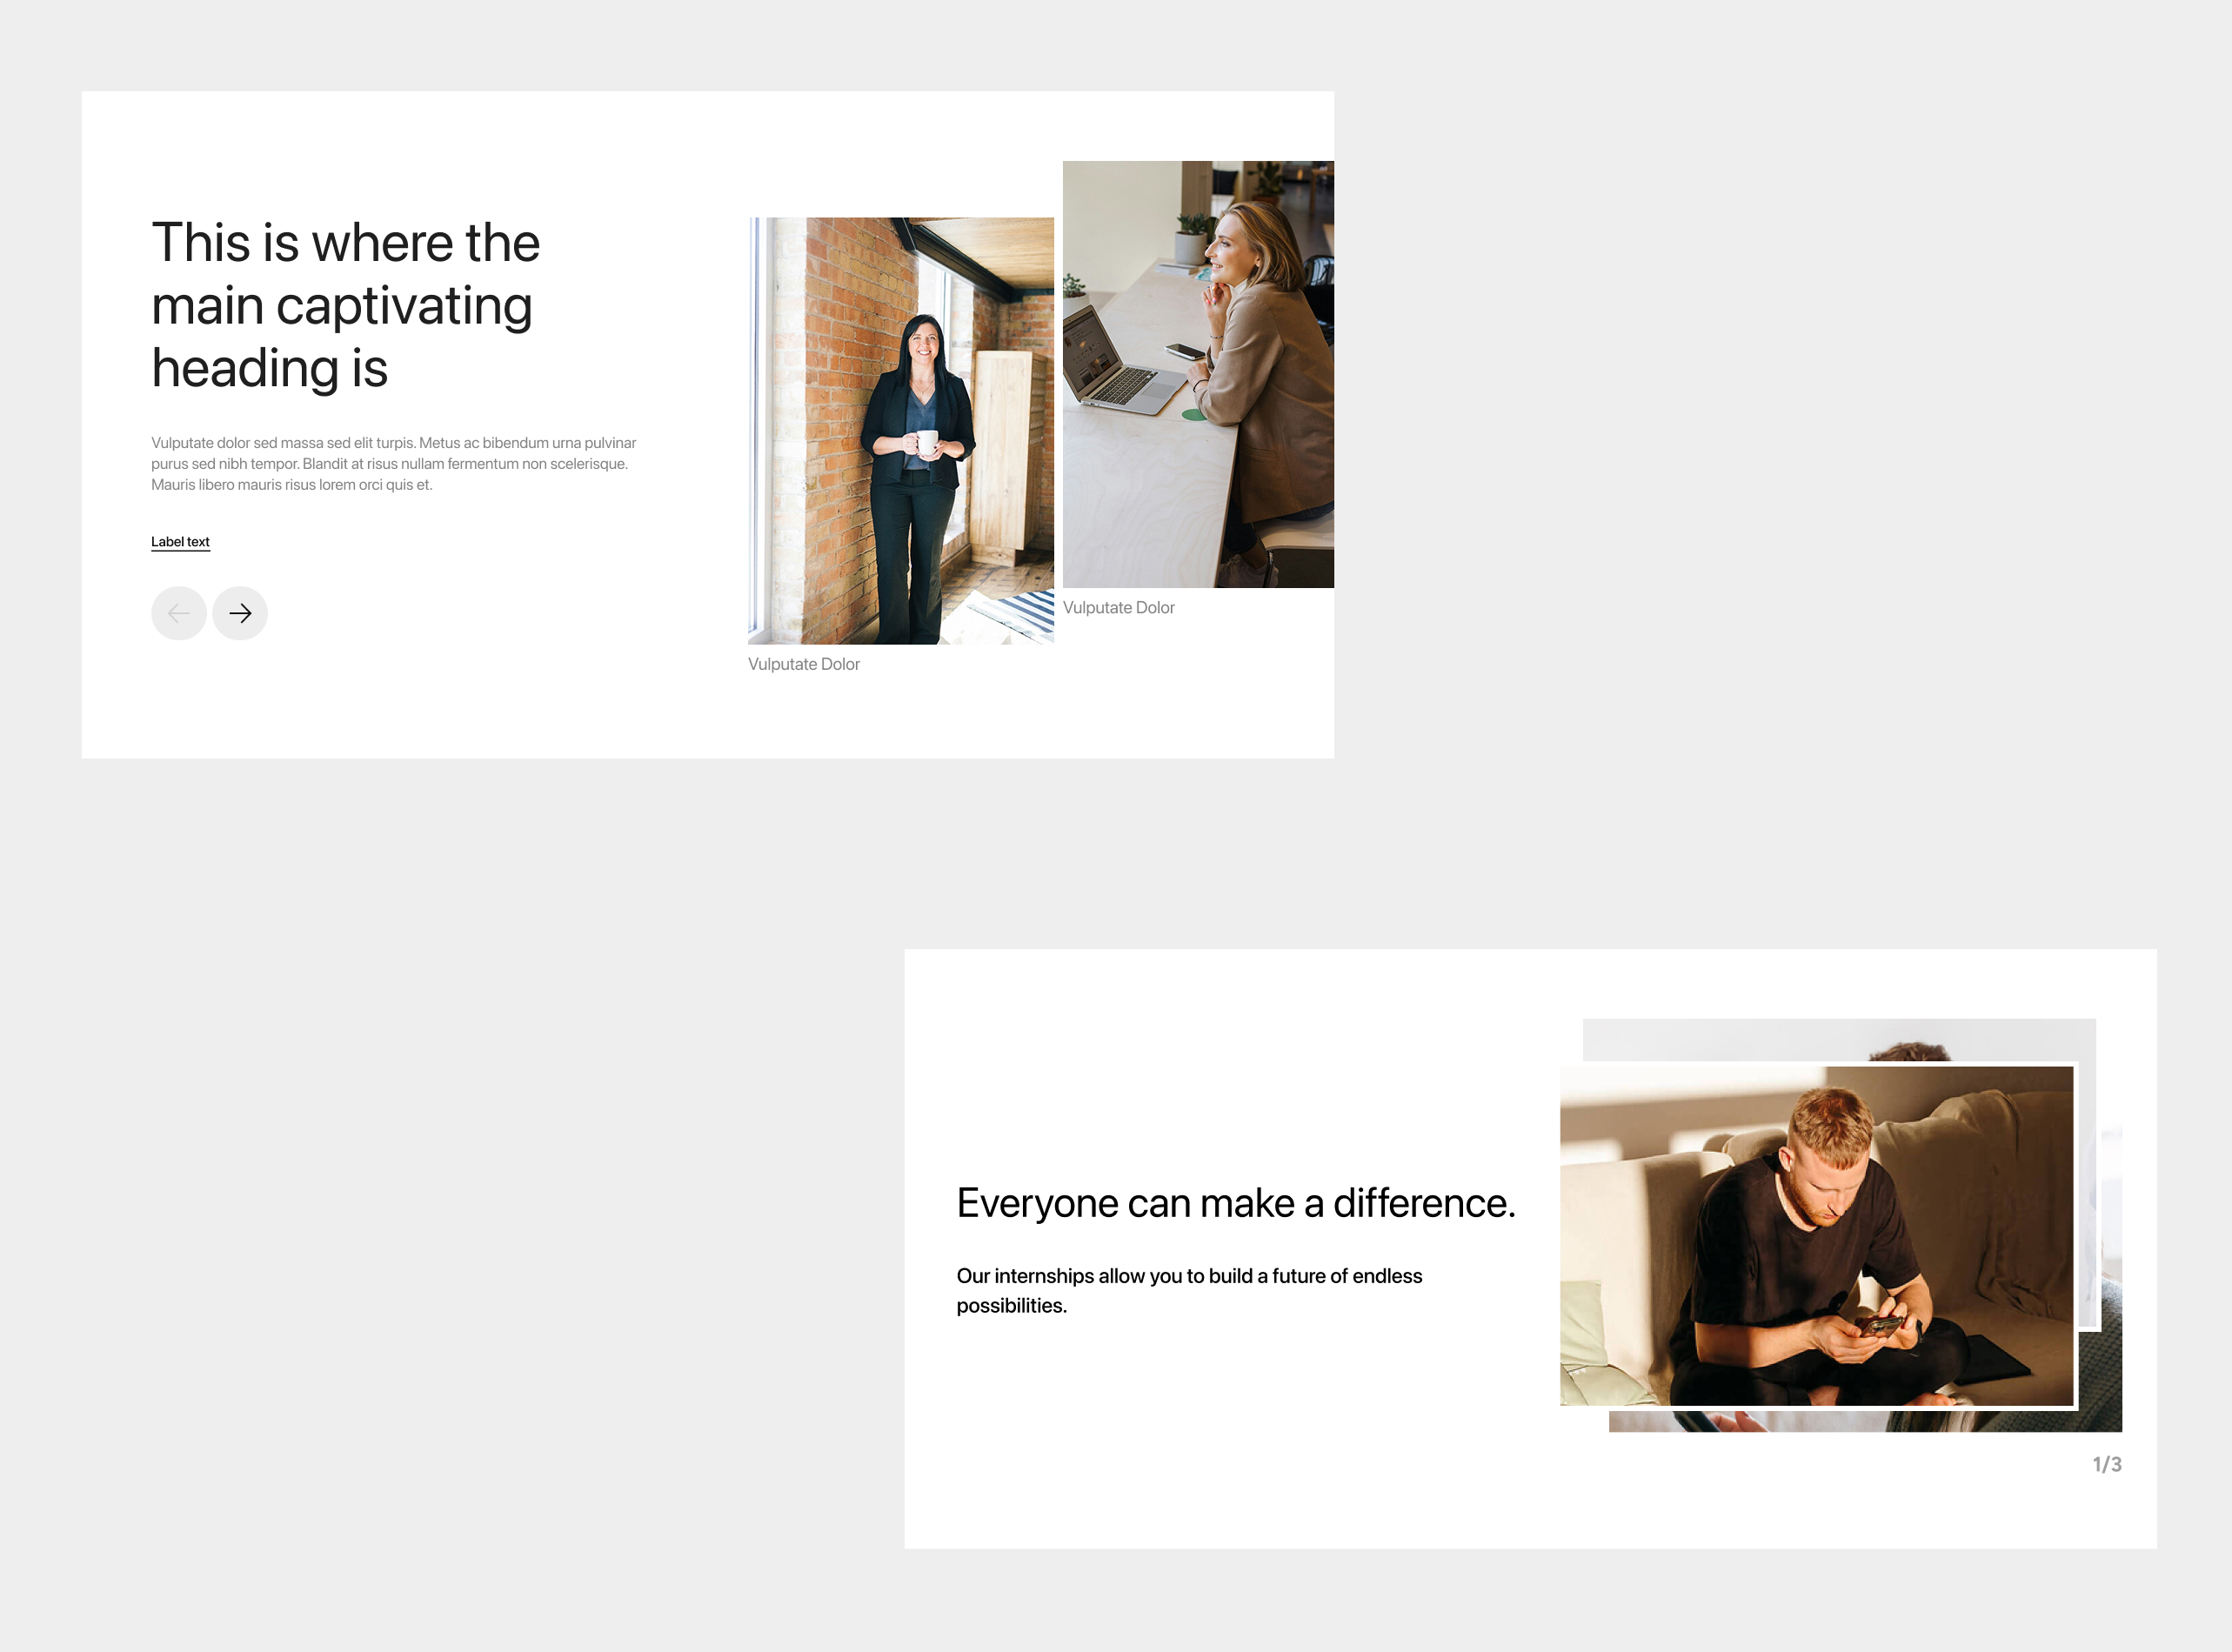 This is where the
main captivating
heading is
Vulputate dolor sed massa sed elit turpis. Metus ac bibendum urna pulvinar
purus sed nibh tempor. Blandit at risus nullam fermentum non scelerisque.
Mauris libero mauris risus lorem orci quis et.
Label text
Vulputate Dolor
Vulputate Dolor
Everyone can make a difference.
Our internships allow you to build a future of endless
possibilities.
1/3